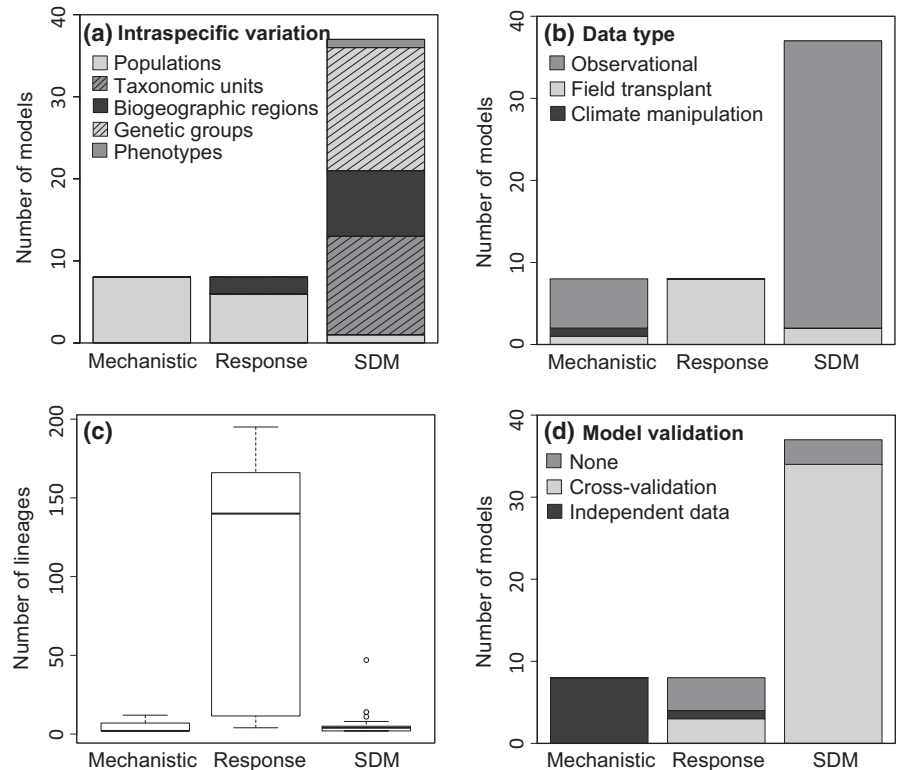 (a) Intraspecific variation
Populations
Taxonomic units
Biogeographic regions
Genetic groups
Phenotypes
Number of models
0
10
20
30
40
Mechanistic
Response
SDM
(b) Data type
Observational
Field transplant
Climate manipulation
Number of models
0
10
20
30
40
Mechanistic
Response
SDM
(c)
Number of lineages
0
50
100
150
200
Mechanistic
Response
SDM
(d) Model validation
None
Cross-validation
Independent data
Number of models
0
10
20
30
40
Mechanistic
Response
SDM